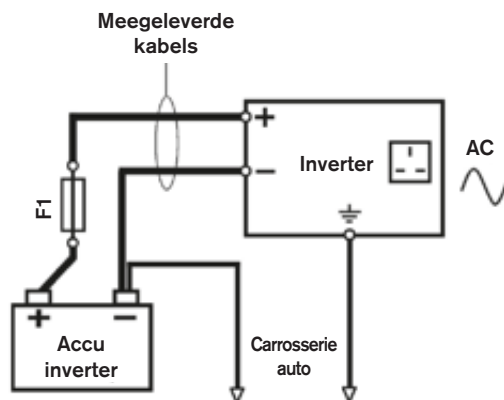 Meegeleverde
kabels
+
−
Inverter
AC
F1
+
−
Accu
inverter
Carrosserie
auto